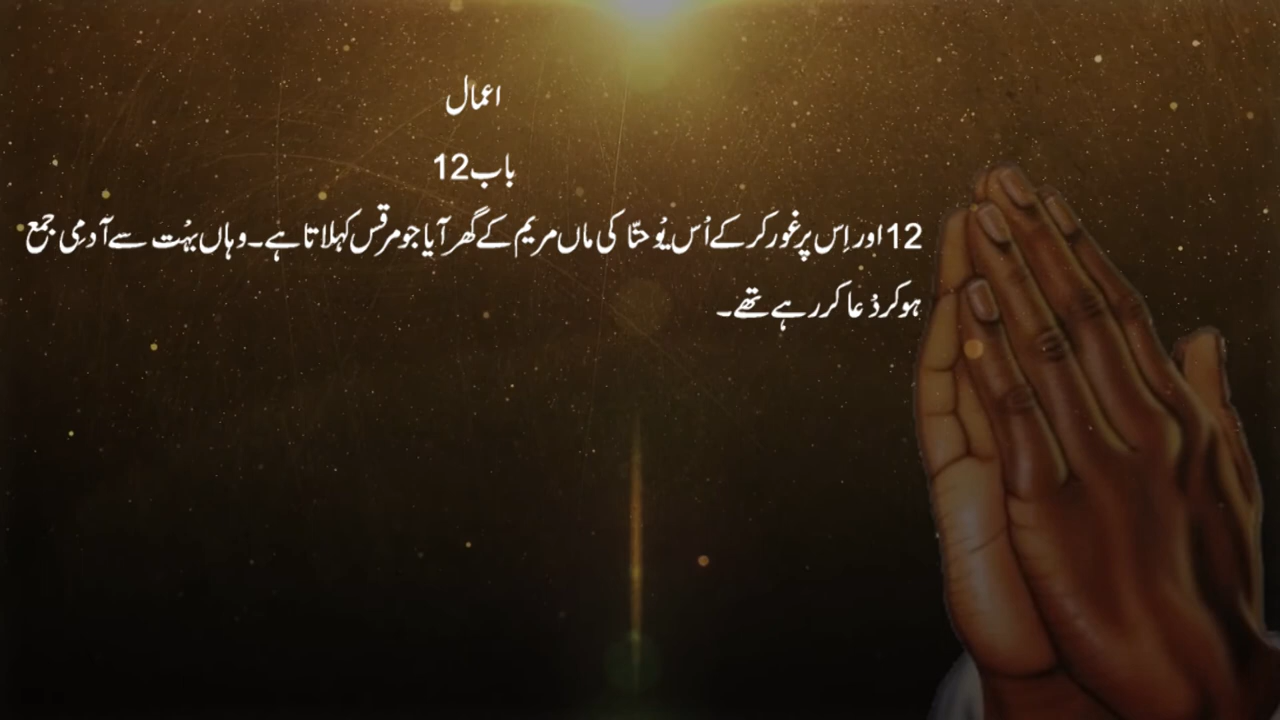 اعمال
باب 12
12 اور اِس پر غور کر کے اُس یُوحنّا کی ماں مریم کے گھر آیا جو مرقس کہلاتا ہے۔ وہاں بہُت سے آدمِی جمع
ہو کر دُعا کر رہے تھے۔